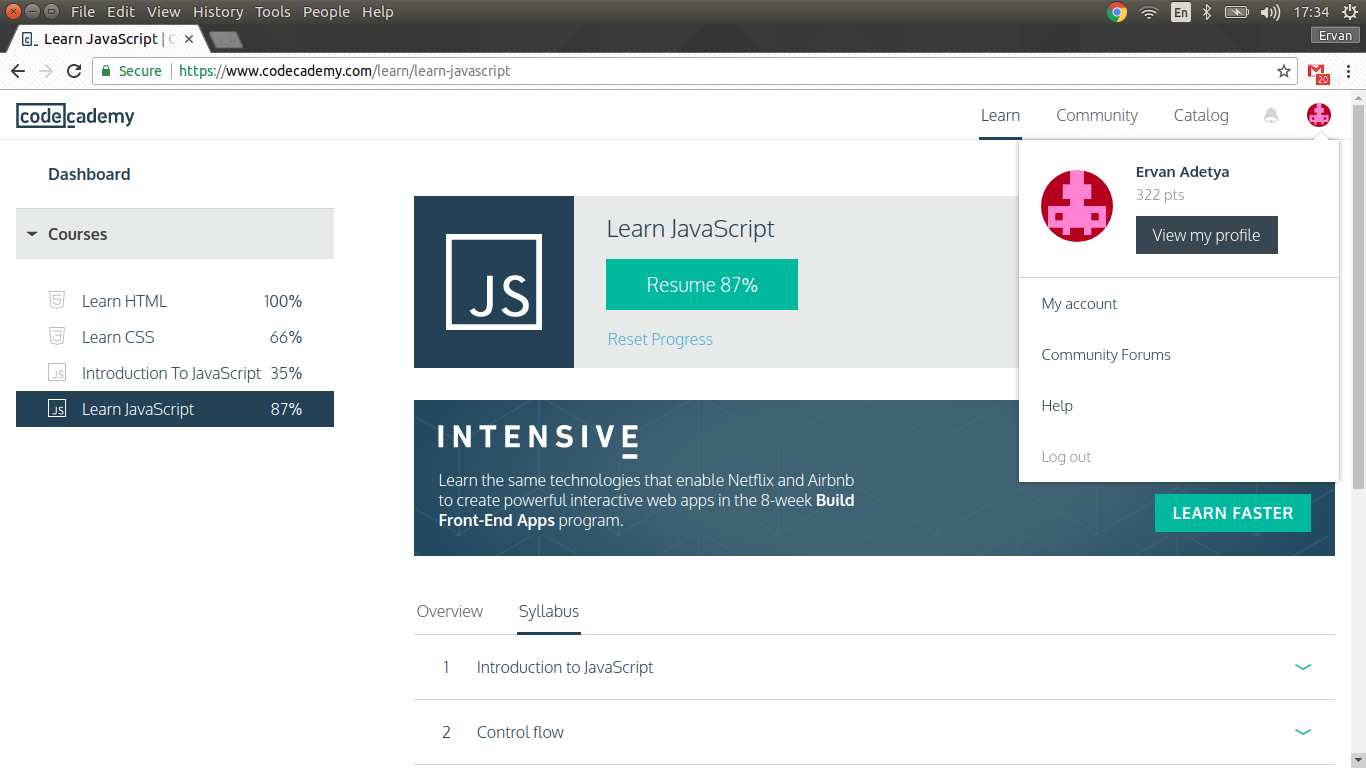 File Edit View History Tools People Help
En 17:34
Learn JavaScript |
Ervan
Secure https://www.codecademy.com/learn/learn-javascript
20
codecademy
Learn Community Catalog
Dashboard
Courses
Learn HTML 100%
Learn CSS 66%
Introduction To JavaScript 35%
JS Learn JavaScript 87%
JS
Learn JavaScript
Resume 87%
Reset Progress
Ervan Adetya
322 pts
View my profile
My account
Community Forums
Help
Log out
INTENSIVE
Learn the same technologies that enable Netflix and Airbnb
to create powerful interactive web apps in the 8-week Build
Front-End Apps program.
LEARN FASTER
Overview Syllabus
1 Introduction to JavaScript
2 Control flow